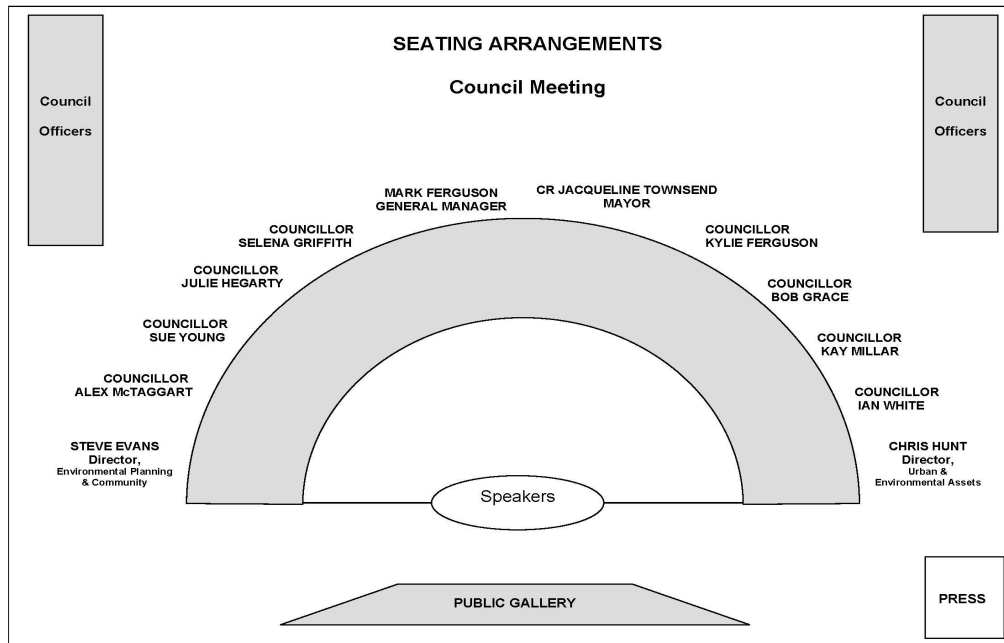 SEATING ARRANGEMENTS
Council Meeting
Council
Officers
Council
Officers
MARK FERGUSON
GENERAL MANAGER
CR JACQUELINE TOWNSEND
MAYOR
COUNCILLOR
SELENA GRIFFITH
COUNCILLOR
KYLIE FERGUSON
COUNCILLOR
JULIE HEGARTY
COUNCILLOR
BOB GRACE
COUNCILLOR
SUE YOUNG
COUNCILLOR
KAY MILLAR
COUNCILLOR
ALEX McTAGGART
COUNCILLOR
IAN WHITE
STEVE EVANS
Director,
Environmental Planning
& Community
CHRIS HUNT
Director,
Urban &
Environmental Assets
Speakers
PUBLIC GALLERY
PRESS